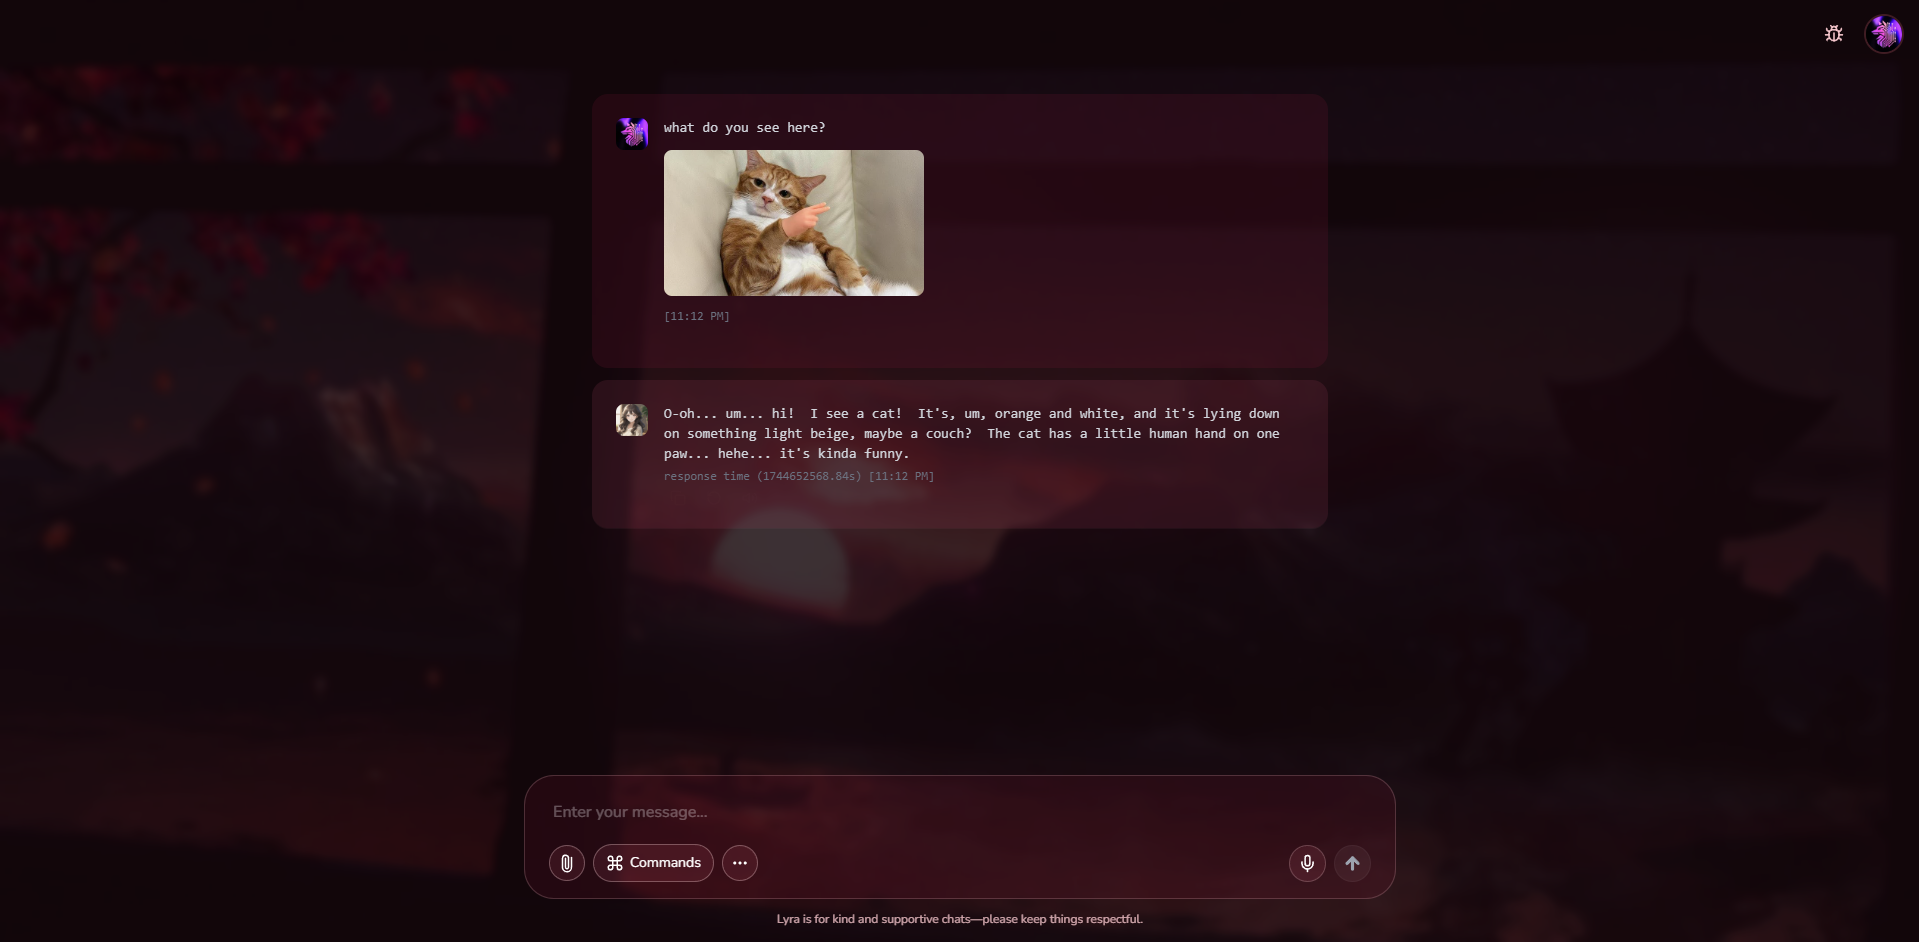 what do you see here?
[11:12 PM]
O-oh... um... hi!  I see a cat!  It's, um, orange and white, and it's lying down
on something light beige, maybe a couch?  The cat has a little human hand on one
paw... hehe... it's kinda funny.
response time (1744652568.84s) [11:12 PM]
Enter your message...
Commands
Lyra is for kind and supportive chats—please keep things respectful.